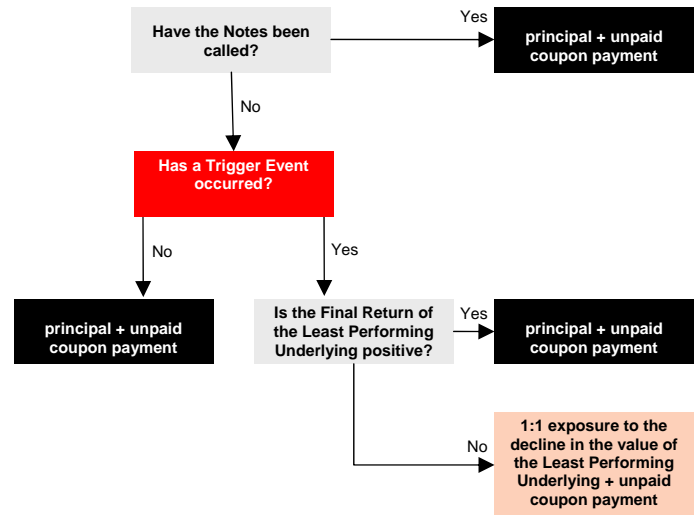 Have the Notes been
called?
Yes
principal + unpaid
coupon payment
No
Has a Trigger Event
occurred?
No
Yes
principal + unpaid
coupon payment
Is the Final Return of
the Least Performing
Underlying positive?
Yes
principal + unpaid
coupon payment
No
1:1 exposure to the
decline in the value of
the Least Performing
Underlying + unpaid
coupon payment